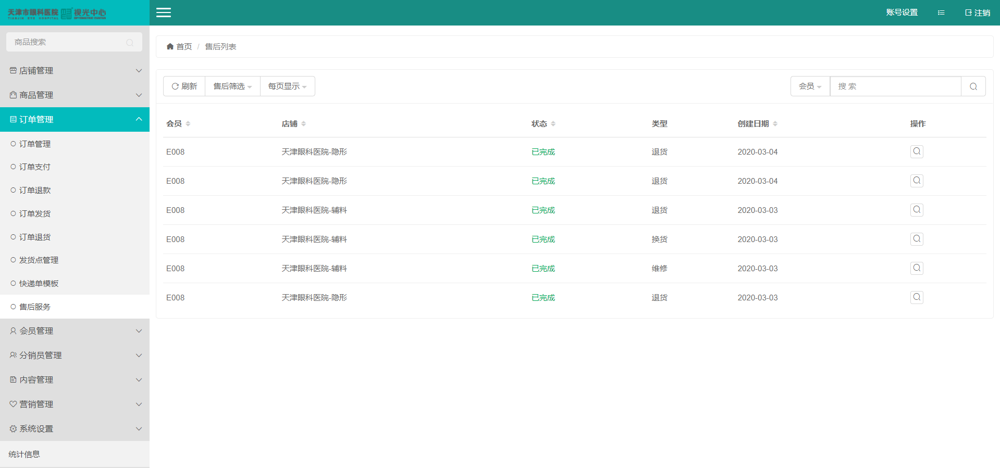 天津市眼科医院 视光中心
TIANJIN EYE HOSPITAL OPTOMETRIC CENTER
账号设置
注销
商品搜索
店铺管理
商品管理
订单管理
订单管理
订单支付
订单退款
订单发货
订单退货
发货点管理
快递单模板
售后服务
会员管理
分销员管理
内容管理
营销管理
系统设置
统计信息
首页 / 售后列表
刷新 售后筛选 每页显示 会员 搜 索
会员 店铺 状态 类型 创建日期 操作
E008 天津眼科医院-隐形 已完成 退货 2020-03-04
E008 天津眼科医院-隐形 已完成 退货 2020-03-04
E008 天津眼科医院-辅料 已完成 退货 2020-03-03
E008 天津眼科医院-辅料 已完成 换货 2020-03-03
E008 天津眼科医院-辅料 已完成 维修 2020-03-03
E008 天津眼科医院-隐形 已完成 退货 2020-03-03